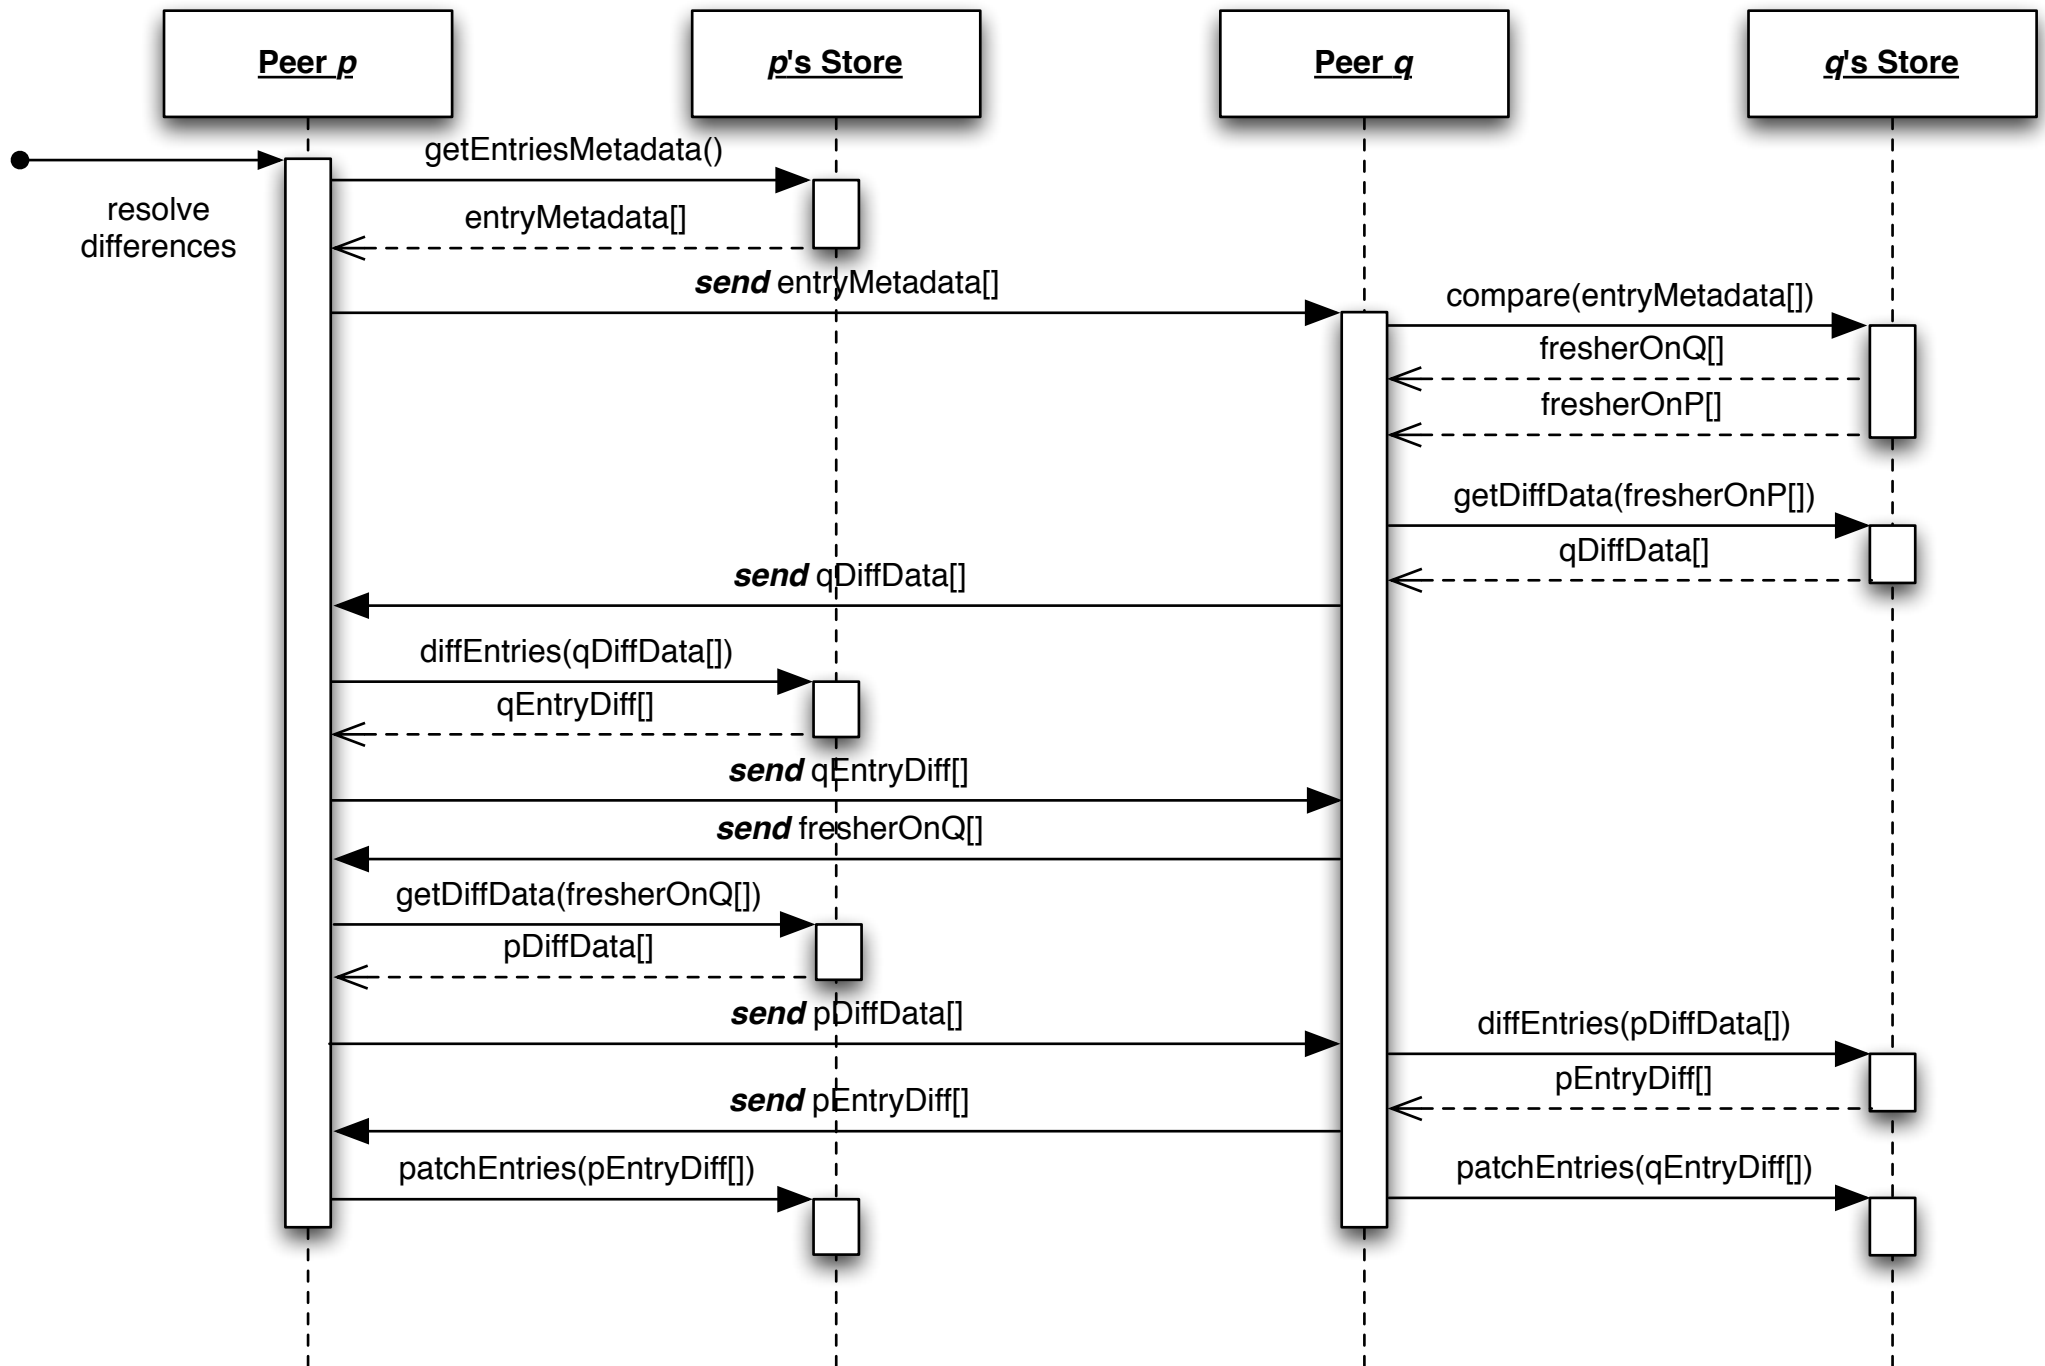 Peer p
p's Store
Peer q
q's Store
getEntriesMetadata()
resolve
differences
entryMetadata[]
send entryMetadata[]
compare(entryMetadata[])
fresherOnQ[]
fresherOnP[]
getDiffData(fresherOnP[])
qDiffData[]
send qDiffData[]
diffEntries(qDiffData[])
qEntryDiff[]
send qEntryDiff[]
send fresherOnQ[]
getDiffData(fresherOnQ[])
pDiffData[]
send pDiffData[]
diffEntries(pDiffData[])
pEntryDiff[]
send pEntryDiff[]
patchEntries(pEntryDiff[])
patchEntries(qEntryDiff[])